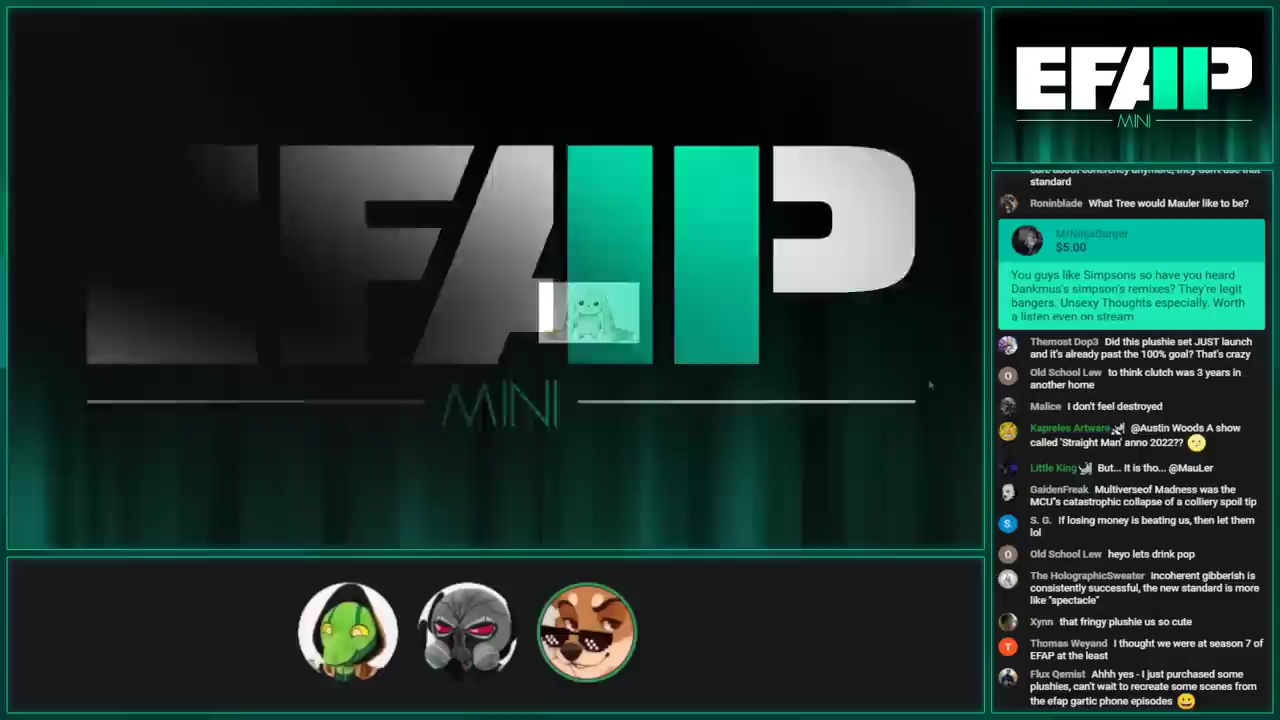 EFAP
MINI
EFAP
MINI
care about coherency anymore, they don't use that
standard
Roninblade What Tree would Mauler like to be?
MrNinjaBurger
$5.00
You guys like Simpsons so have you heard
Dankmus's simpson's remixes? They're legit
bangers. Unsexy Thoughts especially. Worth
a listen even on stream
Themost Dop3 Did this plushie set JUST launch
and it's already past the 100% goal? That's crazy
Old School Lew to think clutch was 3 years in
another home
Malice I don't feel destroyed
Kapreles Artware @Austin Woods A show
called 'Straight Man' anno 2022??
Little King But... It is tho... @MauLer
GaidenFreak Multiverseof Madness was the
MCU"s catastrophic collapse of a colliery spoil tip
S. G. If losing money is beating us, then let them
lol
Old School Lew heyo lets drink pop
The HolographicSweater Incoherent gibberish is
consistently successful, the new standard is more
like "spectacle"
Xynn that fringy plushie us so cute
Thomas Weyand I thought we were at season 7 of
EFAP at the least
Flux Qemist Ahhh yes - I just purchased some
plushies, can't wait to recreate some scenes from
the efap gartic phone episodes